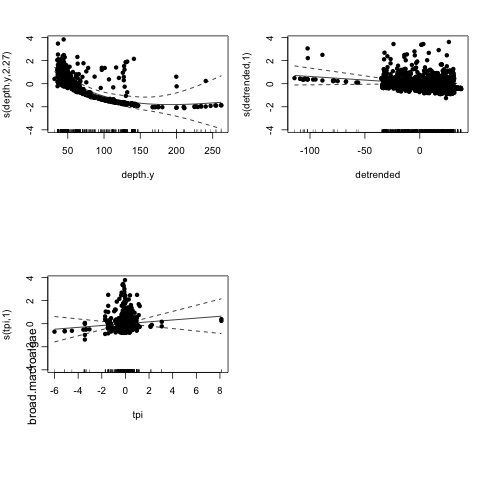 s(depth.y,2.27)
4
2
0
-2
-4
50 100 150 200 250
depth.y
s(detrended,1)
4
2
0
-2
-4
-100 -50 0
detrended
s(tpi,1)
4
2
0
-2
-4
-6 -4 -2 0 2 4 6 8
tpi
broad.macroalgae